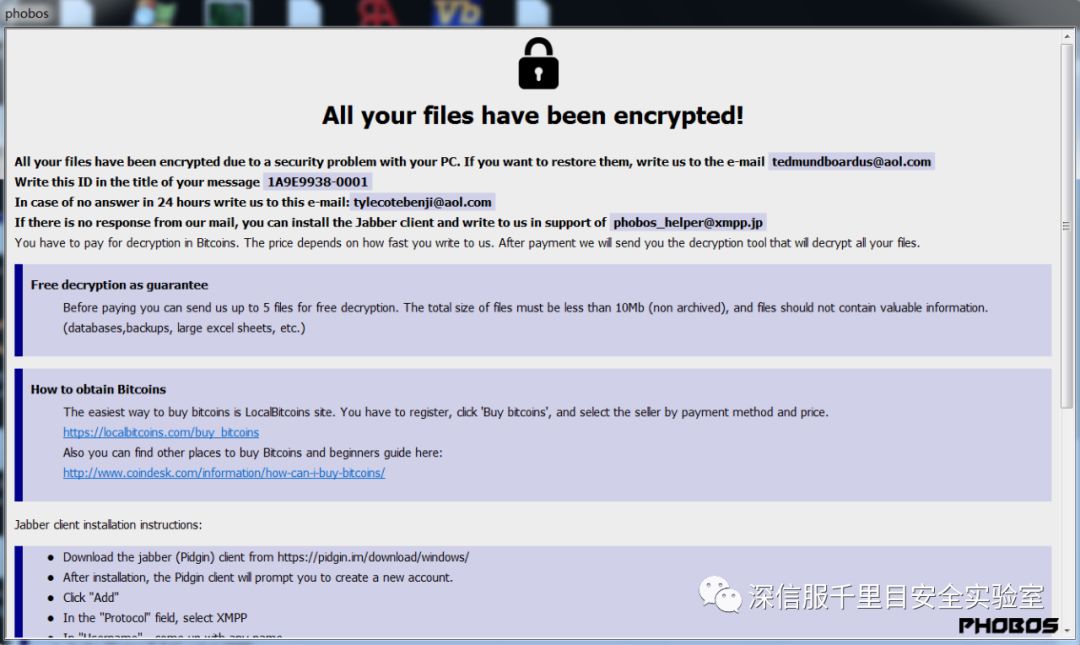 phobos
All your files have been encrypted!
All your files have been encrypted due to a security problem with your PC. If you want to restore them, write us to the e-mail tedmundboardus@aol.com
Write this ID in the title of your message 1A9E9938-0001
In case of no answer in 24 hours write us to this e-mail: tylecotebenji@aol.com
If there is no response from our mail, you can install the Jabber client and write to us in support of phobos_helper@xmpp.jp
You have to pay for decryption in Bitcoins. The price depends on how fast you write to us. After payment we will send you the decryption tool that will decrypt all your files.
Free decryption as guarantee
Before paying you can send us up to 5 files for free decryption. The total size of files must be less than 10Mb (non archived), and files should not contain valuable information.
(databases,backups, large excel sheets, etc.)
How to obtain Bitcoins
The easiest way to buy bitcoins is LocalBitcoins site. You have to register, click 'Buy bitcoins', and select the seller by payment method and price.
https://localbitcoins.com/buy_bitcoins
Also you can find other places to buy Bitcoins and beginners guide here:
http://www.coindesk.com/information/how-can-i-buy-bitcoins/
Jabber client installation instructions:
• Download the jabber (Pidgin) client from https://pidgin.im/download/windows/
• After installation, the Pidgin client will prompt you to create a new account.
• Click "Add"
• In the "Protocol" field, select XMPP
• In "Username" - come up with any name
深信服千里目安全实验室
PHOBOS